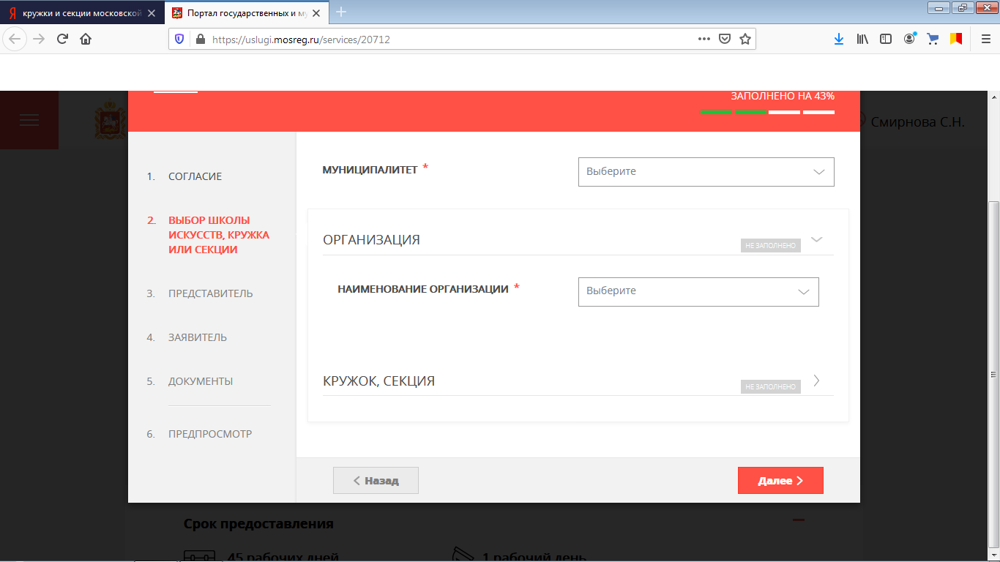 кружки и секции московской
Портал государственных и му
https://uslugi.mosreg.ru/services/20712
ЗАПОЛНЕНО НА 43%
Смирнова С.Н.
1. СОГЛАСИЕ
2. ВЫБОР ШКОЛЫ
ИСКУССТВ, КРУЖКА
ИЛИ СЕКЦИИ
3. ПРЕДСТАВИТЕЛЬ
4. ЗАЯВИТЕЛЬ
5. ДОКУМЕНТЫ
6. ПРЕДПРОСМОТР
МУНИЦИПАЛИТЕТ *
Выберите
ОРГАНИЗАЦИЯ
НЕ ЗАПОЛНЕНО
НАИМЕНОВАНИЕ ОРГАНИЗАЦИИ *
Выберите
КРУЖОК, СЕКЦИЯ
НЕ ЗАПОЛНЕНО
Назад
Далее
Срок предоставления
45 рабочих дней
1 рабочий день